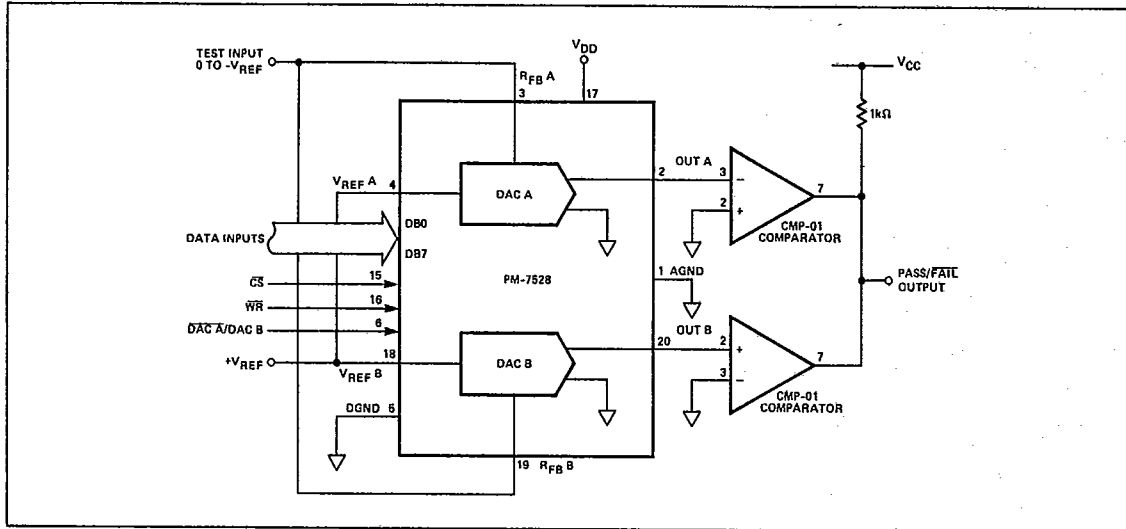 TEST INPUT
0 TO -VREF
RFB A
3
VDD
17
VCC
1kΩ
VREF A
4
DAC A
2
OUT A
3
−
2
+
7
CMP-01
COMPARATOR
DATA INPUTS
DB0
DB7
PM-7528
1 AGND
PASS/FAIL
OUTPUT
CS
15
WR
16
DAC A/DAC B
6
+VREF
18
VREF B
DAC B
OUT B
20
2
+
3
−
7
CMP-01
COMPARATOR
DGND
5
19
RFB B